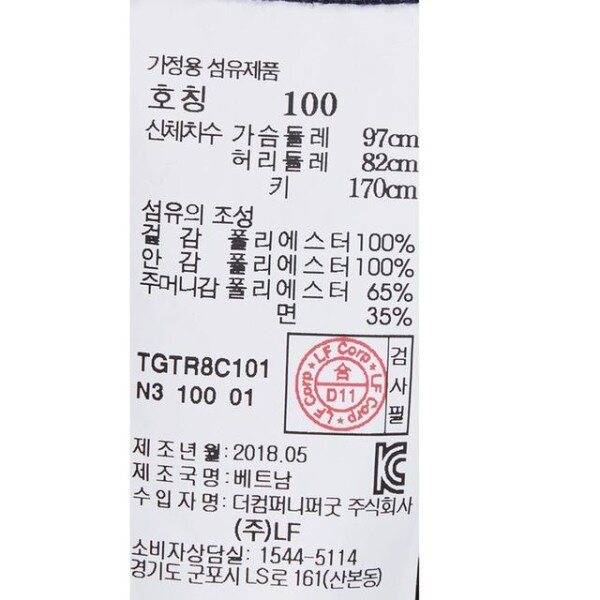 가정용 섬유제품
호칭 100
신체치수 가슴둘레 97cm
허리둘레 82cm
키 170cm
섬유의 조성
겉감 폴리에스터 100%
안감 폴리에스터 100%
주머니감 폴리에스터 65%
면 35%
TGTR8C101
N3 100 01
LF Corp LF Corp LF Corp
合
D11
검사필
제조년월:2018.05
제조국명:베트남
수입자명: 더컴퍼니퍼굿 주식회사
(주)LF
소비자상담실: 1544-5114
경기도 군포시 LS로 161(산본동)